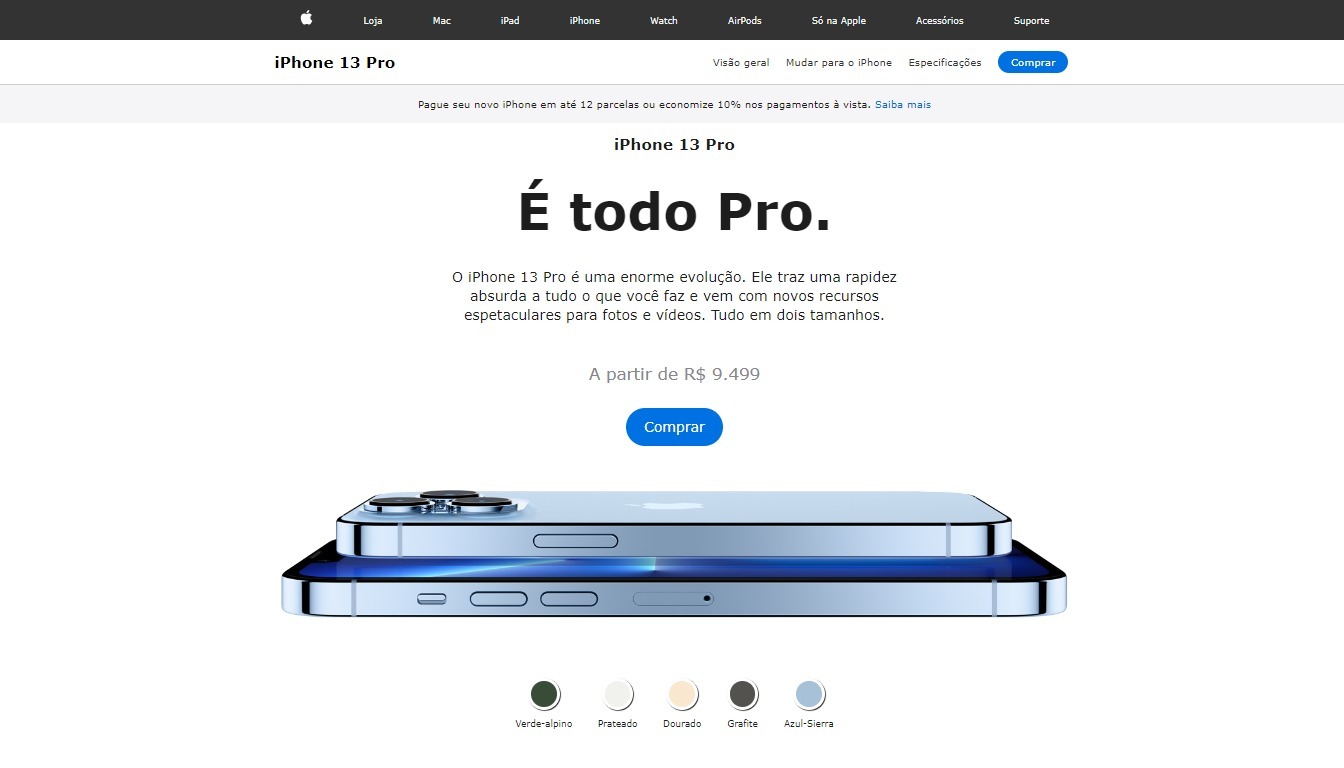 Loja Mac iPad iPhone Watch AirPods Só na Apple Acessórios Suporte
iPhone 13 Pro Visão geral Mudar para o iPhone Especificações Comprar
Pague seu novo iPhone em até 12 parcelas ou economize 10% nos pagamentos à vista. Saiba mais
iPhone 13 Pro
É todo Pro.
O iPhone 13 Pro é uma enorme evolução. Ele traz uma rapidez
absurda a tudo o que você faz e vem com novos recursos
espetaculares para fotos e vídeos. Tudo em dois tamanhos.
A partir de R$ 9.499
Comprar
Verde-alpino Prateado Dourado Grafite Azul-Sierra